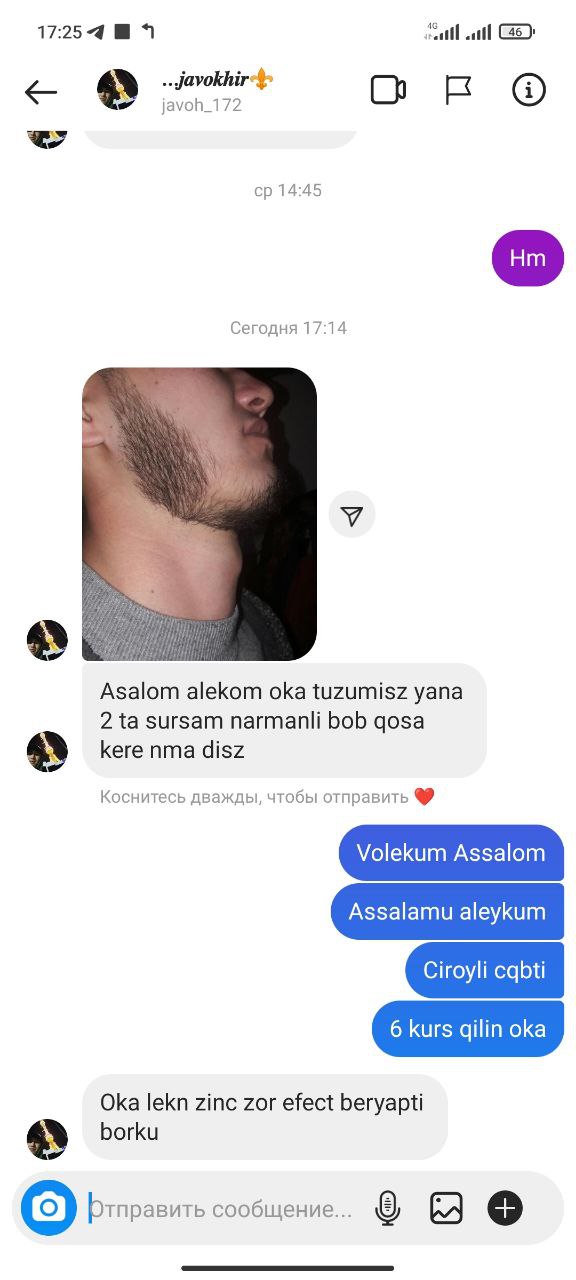 17:25
4G
46
...javokhir⚜️
javoh_172
ср 14:45
Hm
Сегодня 17:14
Asalom alekom oka tuzumisz yana
2 ta sursam narmanli bob qosa
kere nma disz
Коснитесь дважды, чтобы отправить ❤️
Volekum Assalom
Assalamu aleykum
Ciroyli cqbti
6 kurs qilin oka
Oka lekn zinc zor efect beryapti
borku
Отправить сообщение...